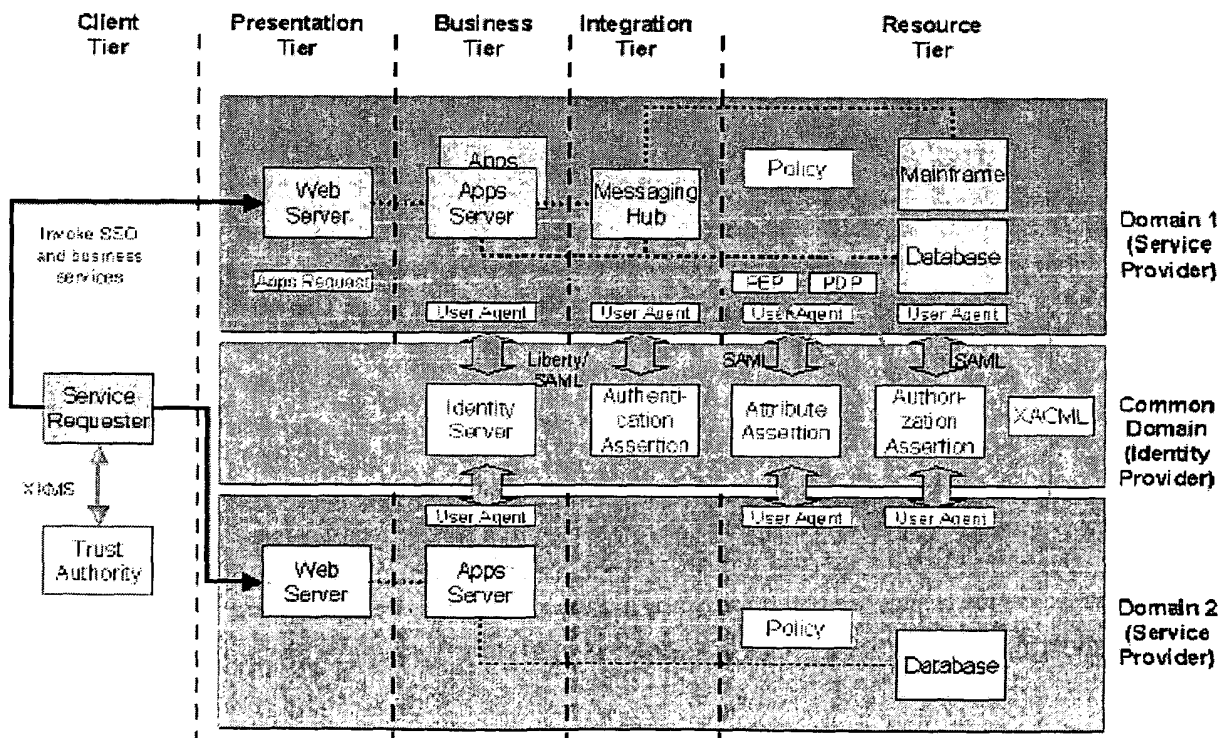 Client
Tier
Presentation
Tier
Business
Tier
Integration
Tier
Resource
Tier
Apps
Web
Server
Apps
Server
Messaging
Hub
Policy
Mainframe
Database
Domain 1
(Service
Provider)
Invoke SEO
and business
services
Apps Request
PEP
PDP
User Agent
User Agent
User Agent
User Agent
Liberty/
SAML
SAML
SAML
Service
Requester
Identity
Server
Authenti-
cation
Assertion
Attribute
Assertion
Authori-
zation
Assertion
XACML
Common
Domain
(Identity
Provider)
XKMS
Trust
Authority
User Agent
User Agent
User Agent
Web
Server
Apps
Server
Policy
Database
Domain 2
(Service
Provider)